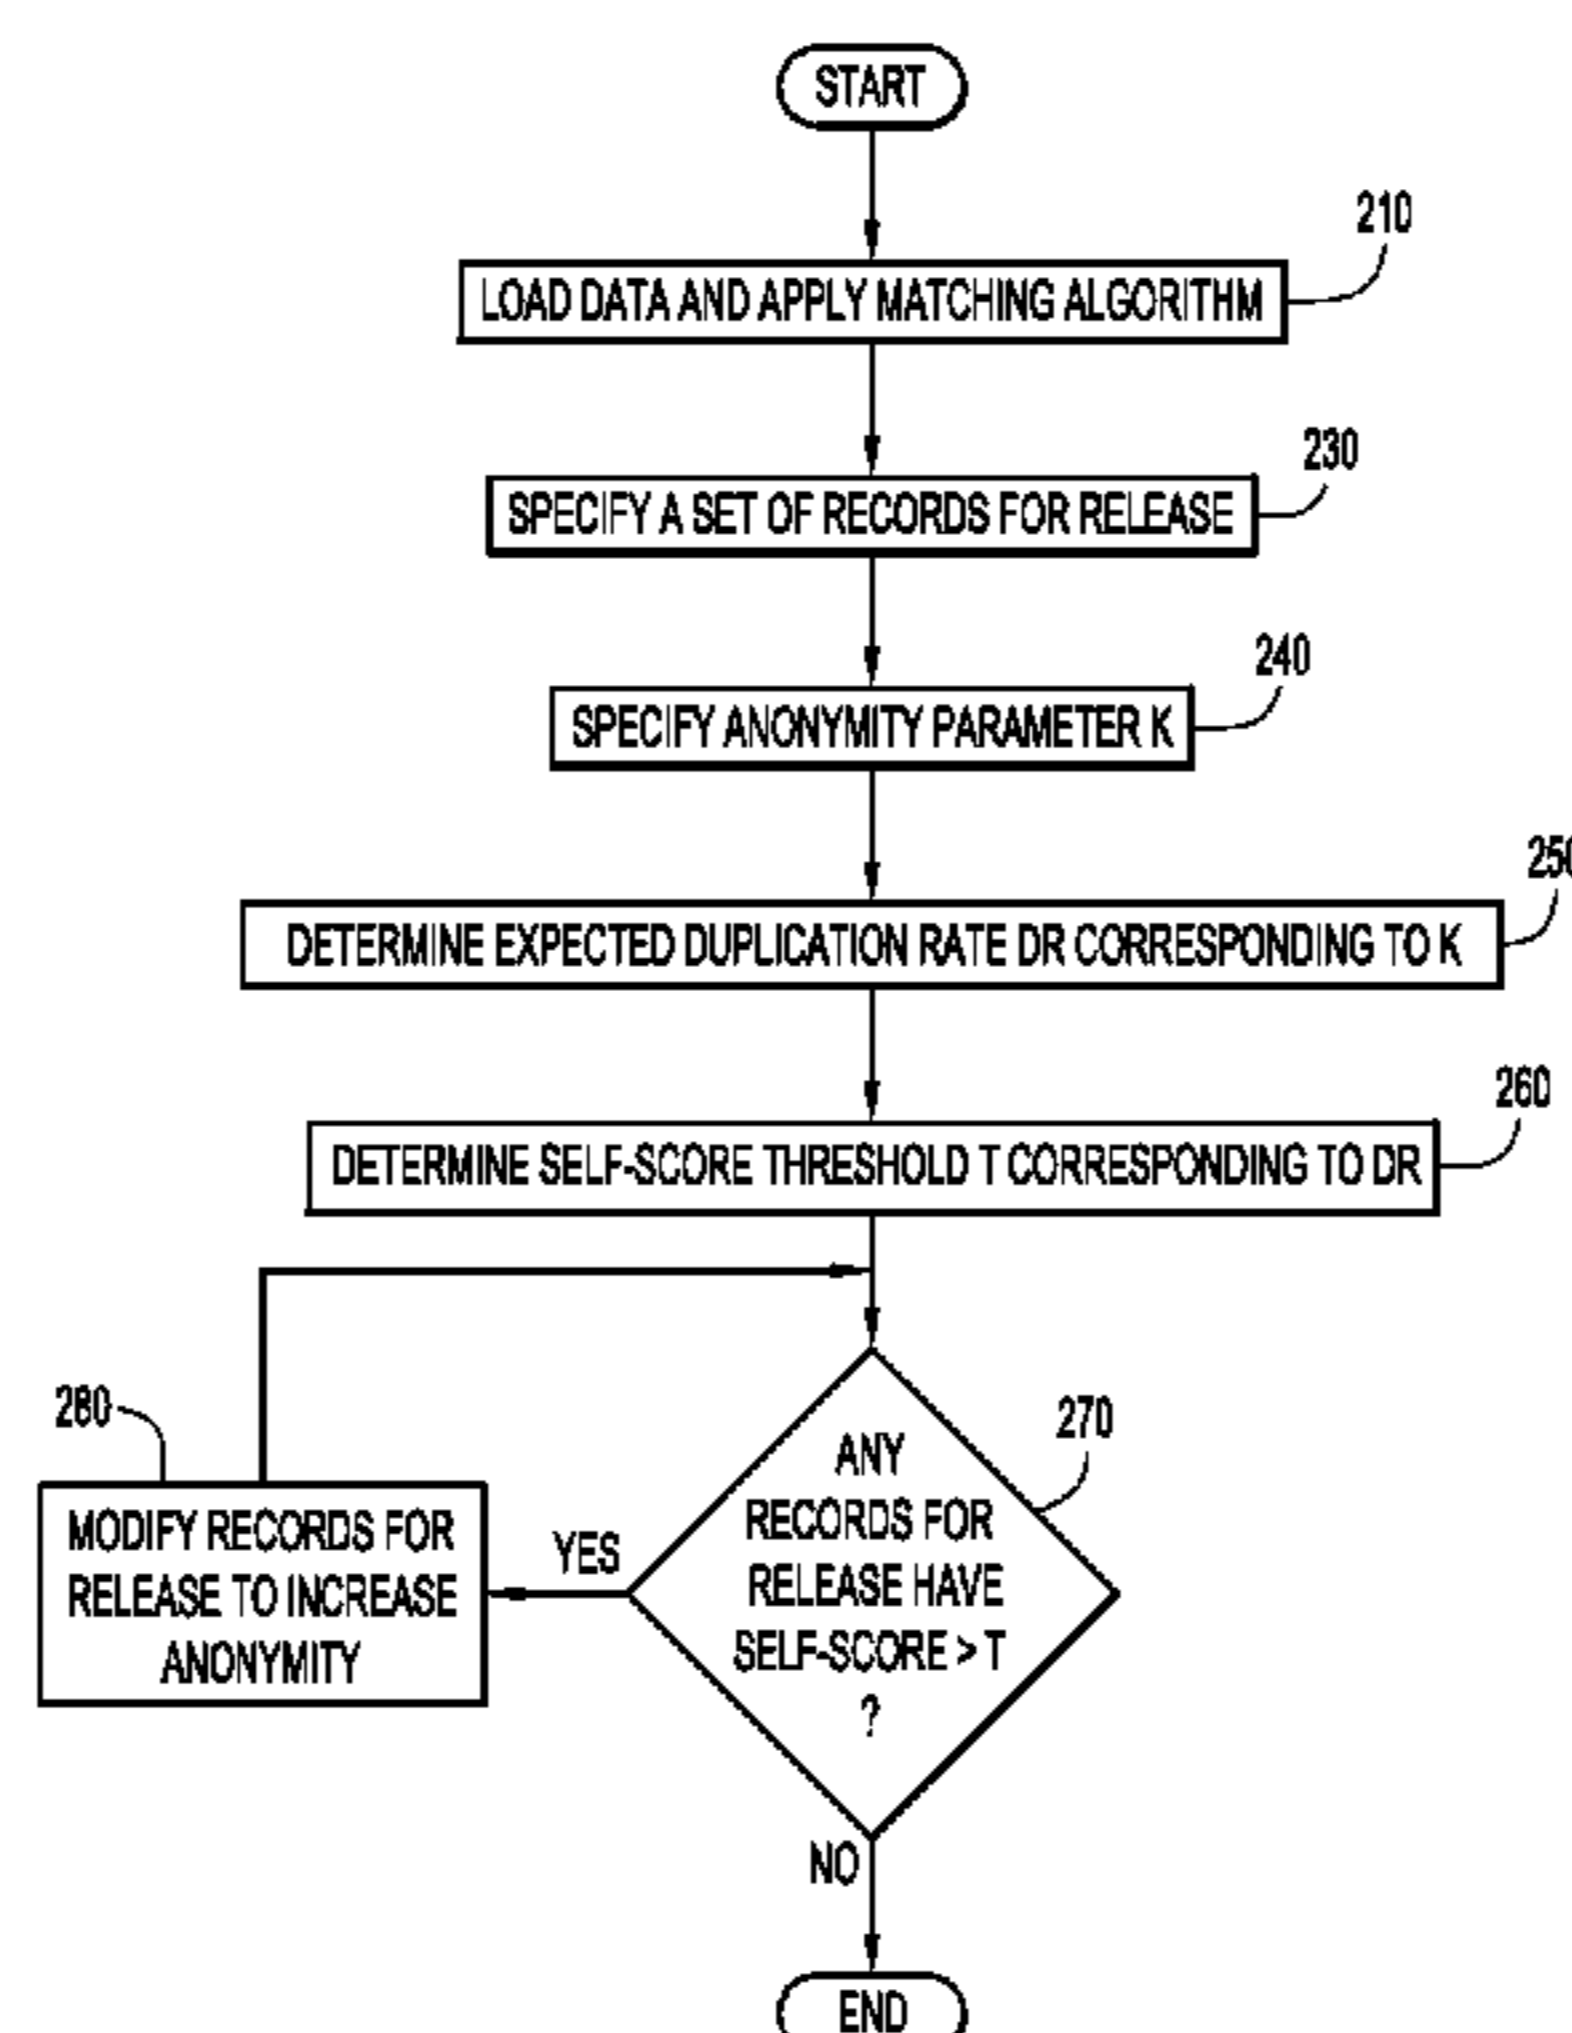 START
210
LOAD DATA AND APPLY MATCHING ALGORITHM
230
SPECIFY A SET OF RECORDS FOR RELEASE
240
SPECIFY ANONYMITY PARAMETER K
250
DETERMINE EXPECTED DUPLICATION RATE DR CORRESPONDING TO K
260
DETERMINE SELF-SCORE THRESHOLD T CORRESPONDING TO DR
280
MODIFY RECORDS FOR
RELEASE TO INCREASE
ANONYMITY
YES
270
ANY
RECORDS FOR
RELEASE HAVE
SELF-SCORE > T
?
NO
END